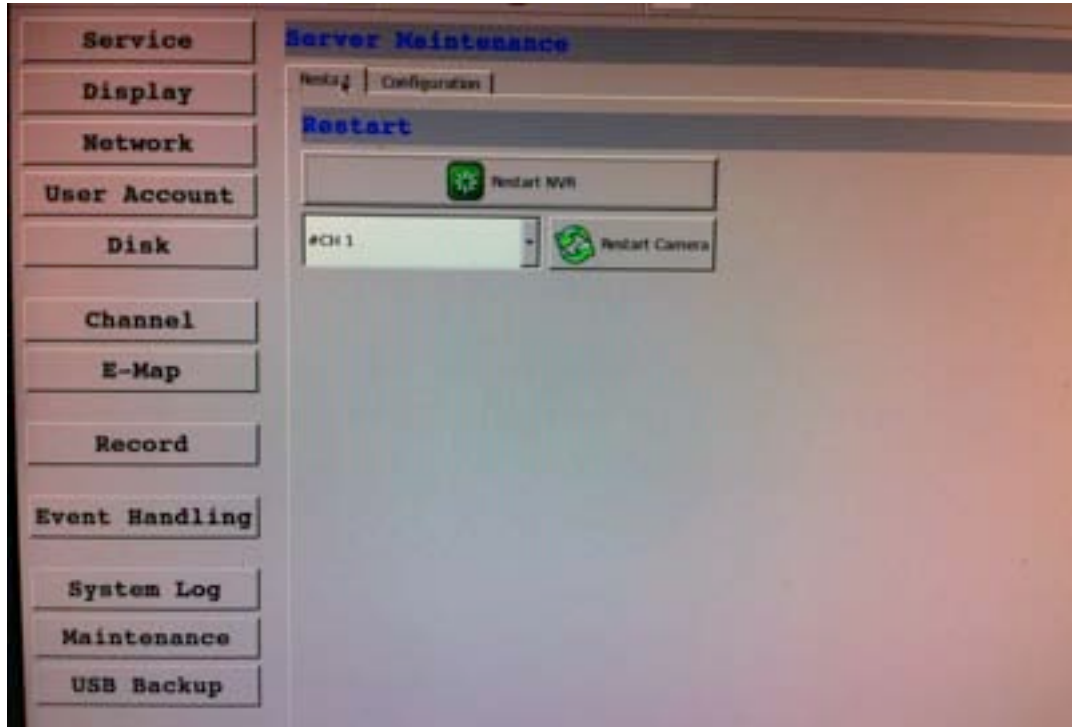 Service
Display
Network
User Account
Disk
Channel
E-Map
Record
Event Handling
System Log
Maintenance
USB Backup
Server Maintenance
Configuration
Restart
Restart NVR
#CH 1
Restart Camera